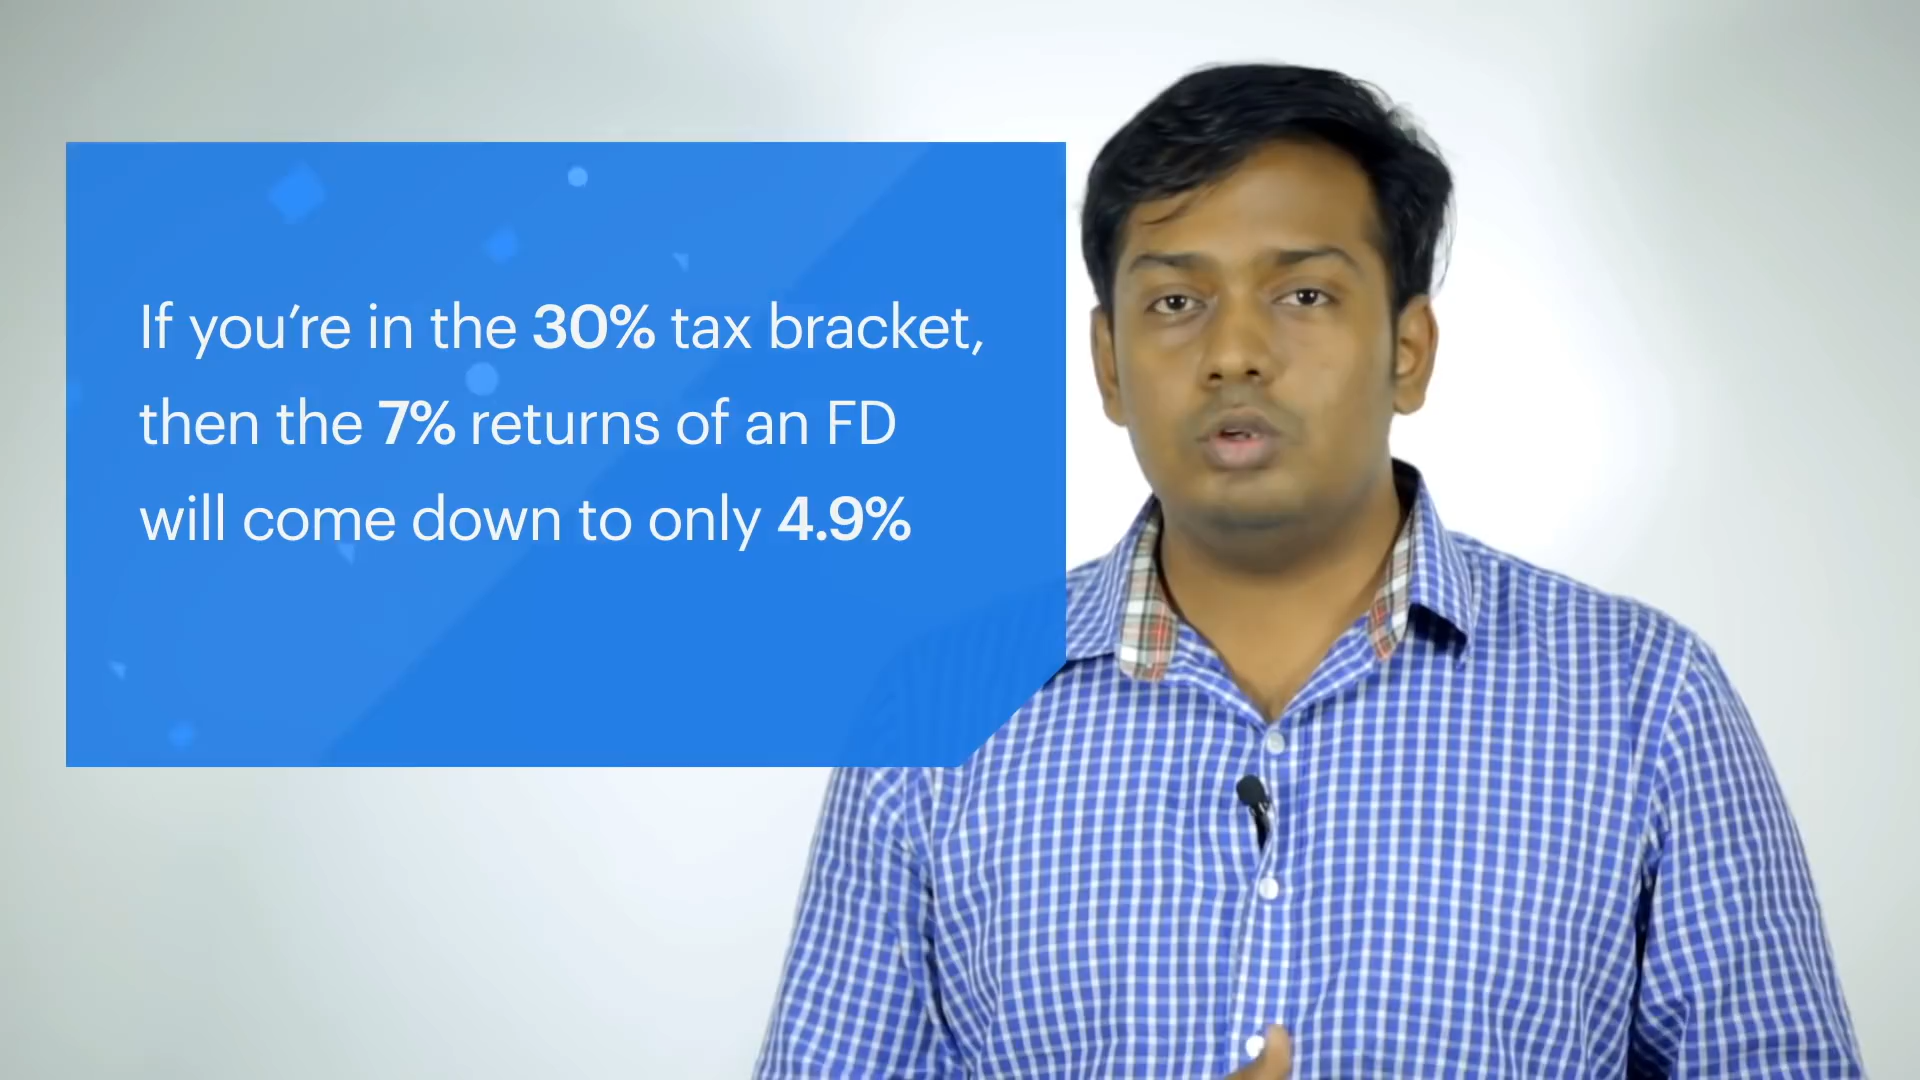 If you’re in the 30% tax bracket,
then the 7% returns of an FD
will come down to only 4.9%